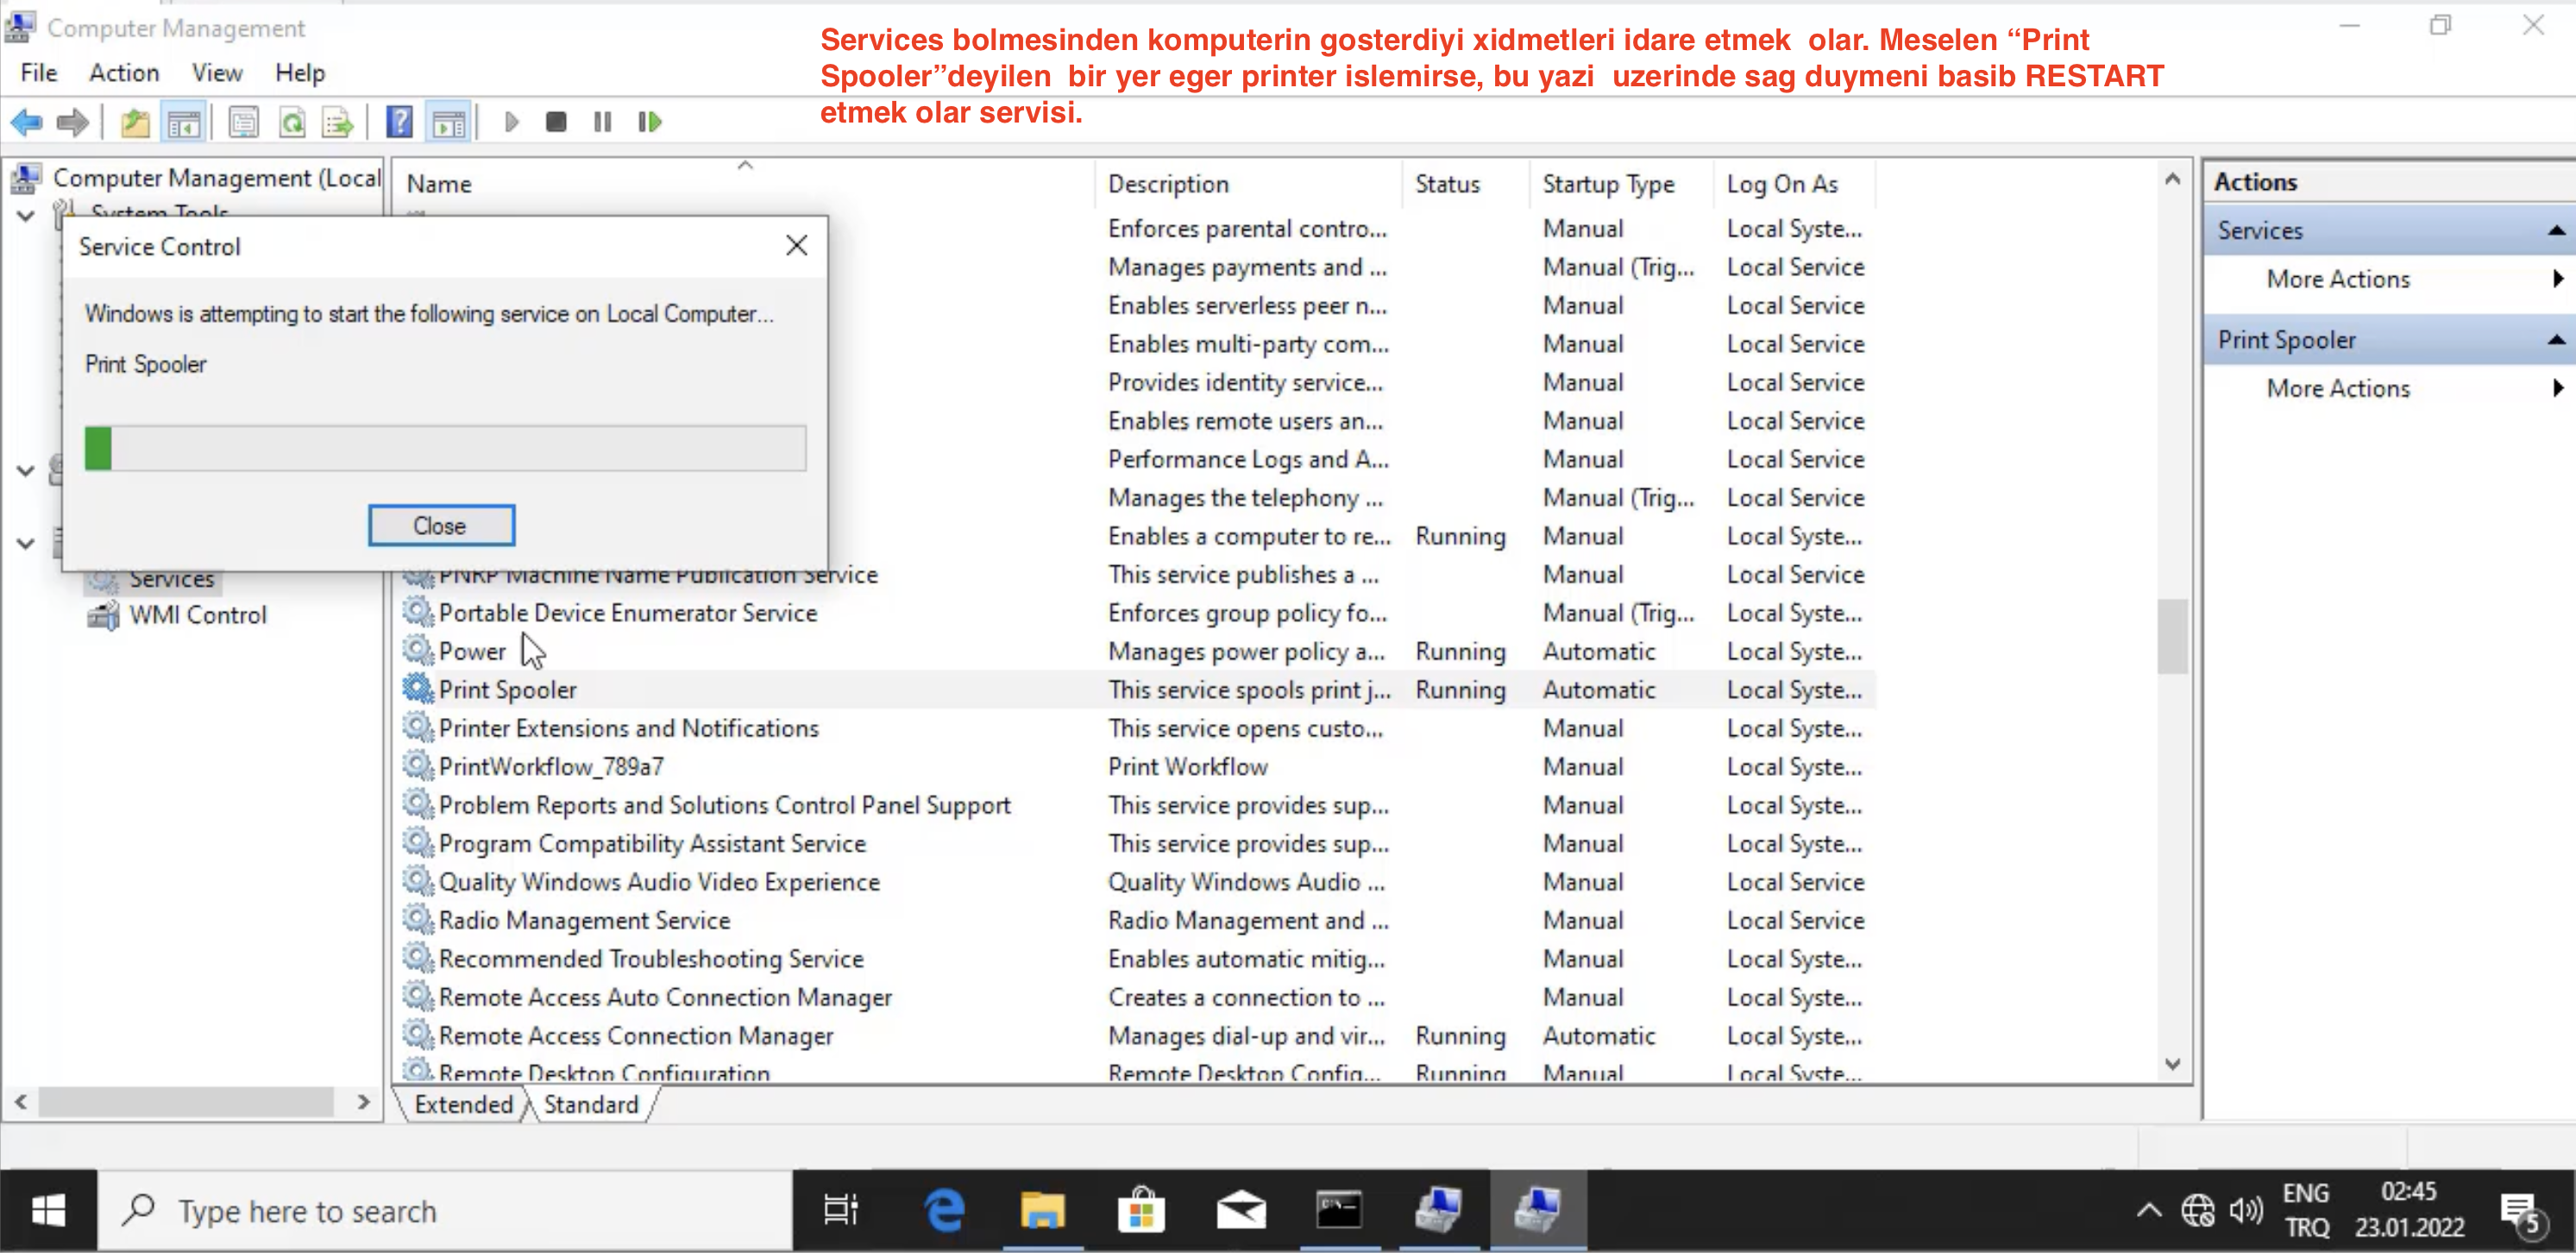 Computer Management
Services bolmesinden komputerin gosterdiyi xidmetleri idare etmek  olar. Meselen “Print
Spooler”deyilen  bir yer eger printer islemirse, bu yazi  uzerinde sag duymeni basib RESTART
etmek olar servisi.
File Action View Help
Computer Management (Local
System Tools
Services
WMI Control
Service Control
Windows is attempting to start the following service on Local Computer...
Print Spooler
Close
Name Description Status Startup Type Log On As
Enforces parental contro... Manual Local Syste...
Manages payments and ... Manual (Trig... Local Service
Enables serverless peer n... Manual Local Service
Enables multi-party com... Manual Local Service
Provides identity service... Manual Local Service
Enables remote users an... Manual Local Service
Performance Logs and A... Manual Local Service
Manages the telephony ... Manual (Trig... Local Service
Enables a computer to re... Running Manual Local Syste...
PNRP Machine Name Publication Service This service publishes a ... Manual Local Service
Portable Device Enumerator Service Enforces group policy fo... Manual (Trig... Local Syste...
Power Manages power policy a... Running Automatic Local Syste...
Print Spooler This service spools print j... Running Automatic Local Syste...
Printer Extensions and Notifications This service opens custo... Manual Local Syste...
PrintWorkflow_789a7 Print Workflow Manual Local Syste...
Problem Reports and Solutions Control Panel Support This service provides sup... Manual Local Syste...
Program Compatibility Assistant Service This service provides sup... Manual Local Syste...
Quality Windows Audio Video Experience Quality Windows Audio ... Manual Local Service
Radio Management Service Radio Management and ... Manual Local Service
Recommended Troubleshooting Service Enables automatic mitig... Manual Local Syste...
Remote Access Auto Connection Manager Creates a connection to ... Manual Local Syste...
Remote Access Connection Manager Manages dial-up and vir... Running Automatic Local Syste...
Remote Desktop Configuration Remote Desktop Config... Running Manual Local Syste...
Extended Standard
Actions
Services
More Actions
Print Spooler
More Actions
Type here to search
ENG
TRQ
02:45
23.01.2022
5